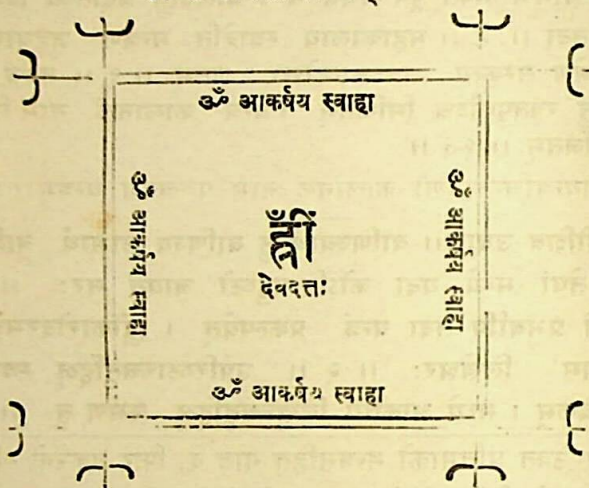 ॐ आकर्षय स्वाहा
ॐ आकर्षय स्वाहा
ह्रीँ
देवदत्तः
ॐ आकर्षय स्वाहा
ॐ आकर्षय स्वाहा